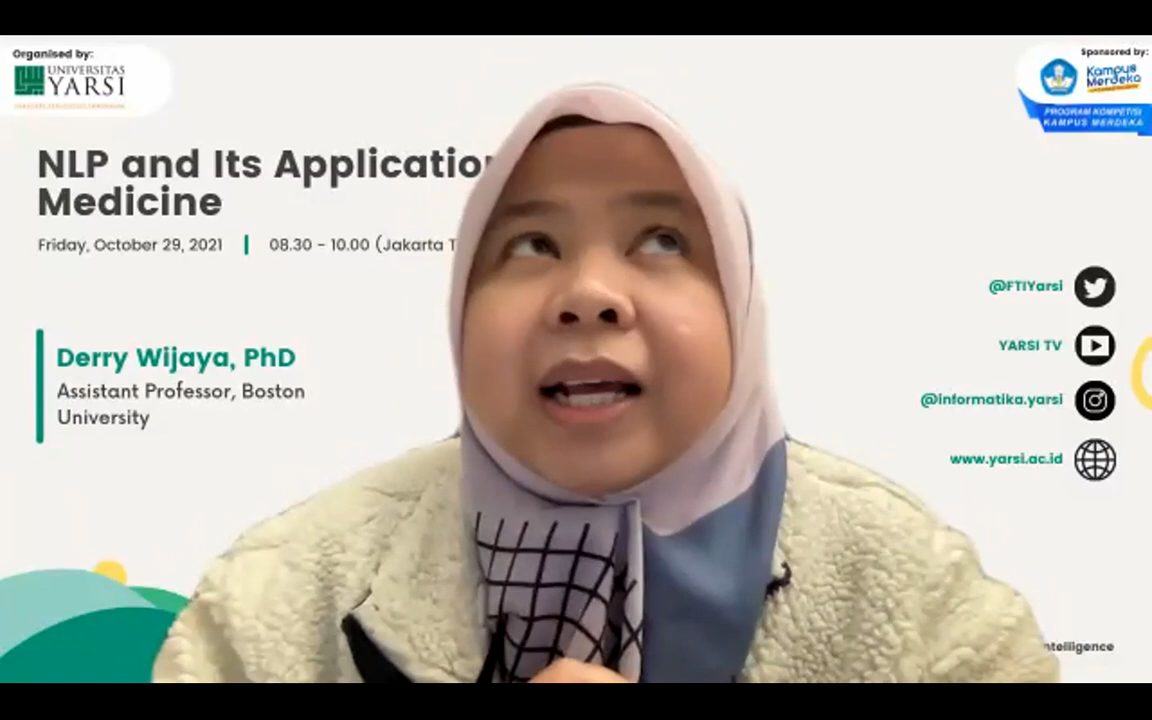 Organised by:
UNIVERSITAS
YARSI
Sponsored by:
Kampus
Merdeka
PROGRAM KOMPETISI
KAMPUS MERDEKA
NLP and Its Applicatio
Medicine
Friday, October 29, 2021 | 08.30 - 10.00 (Jakarta T
Derry Wijaya, PhD
Assistant Professor, Boston
University
@FTIYarsi
YARSI TV
@informatika.yarsi
www.yarsi.ac.id
ntelligence